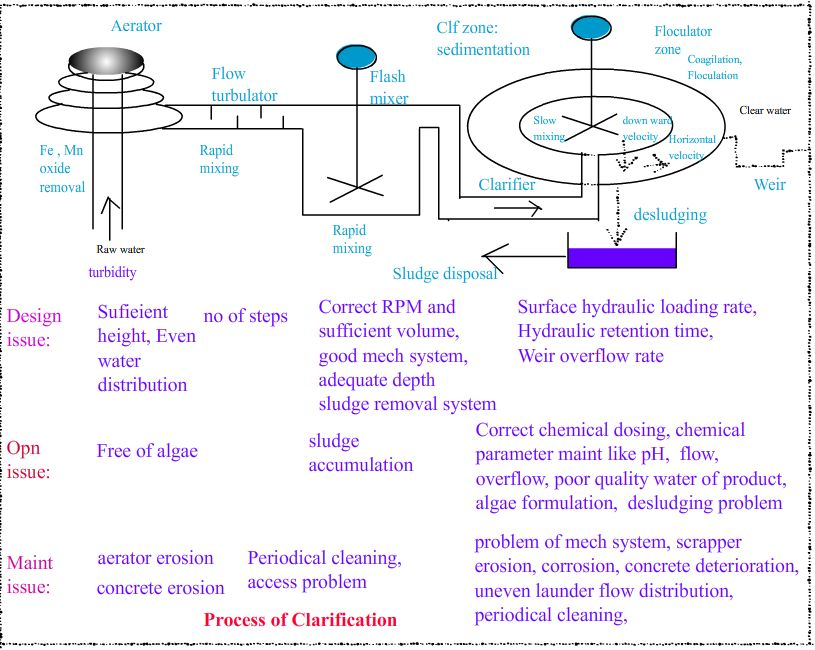 Aerator
Clf zone:
sedimentation
Floculator
zone
Coagilation,
Floculation
Flow
turbulator
Flash
mixer
Clear water
Slow
mixing
down ward
velocity
Horizontal
velocity
Fe , Mn
oxide
removal
Rapid
mixing
Clarifier
Weir
desludging
Rapid
mixing
Raw water
turbidity
Sludge disposal
Design
issue:
Sufieient
height, Even
water
distribution
no of steps
Correct RPM and
sufficient volume,
good mech system,
adequate depth
sludge removal system
Surface hydraulic loading rate,
Hydraulic retention time,
Weir overflow rate
Opn
issue:
Free of algae
sludge
accumulation
Correct chemical dosing, chemical
parameter maint like pH, flow,
overflow, poor quality water of product,
algae formulation, desludging problem
Maint
issue:
aerator erosion
concrete erosion
Periodical cleaning,
access problem
problem of mech system, scrapper
erosion, corrosion, concrete deterioration,
uneven launder flow distribution,
periodical cleaning,
Process of Clarification